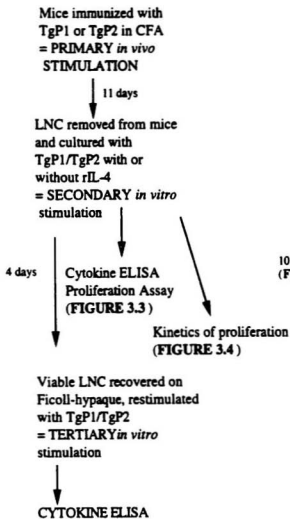 Mice immunized with
TgP1 or TgP2 in CFA
= PRIMARY in vivo
STIMULATION
11 days
LNC removed from mice
and cultured with
TgP1/TgP2 with or
without rIL-4
= SECONDARY in vitro
stimulation
4 days
Cytokine ELISA
Proliferation Assay
(FIGURE 3.3)
10
(F
Kinetics of proliferation
(FIGURE 3.4)
Viable LNC recovered on
Ficoll-hypaque, restimulated
with TgP1/TgP2
= TERTIARY in vitro
stimulation
CYTOKINE ELISA